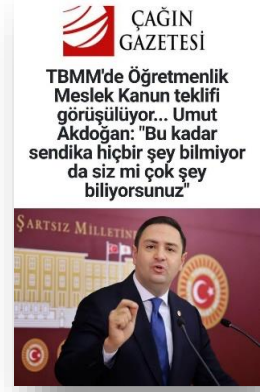 ÇAĞIN
GAZETESİ
TBMM'de Öğretmenlik
Meslek Kanun teklifi
görüşülüyor... Umut
Akdoğan: "Bu kadar
sendika hiçbir şey bilmiyor
da siz mi çok şey
biliyorsunuz"
ŞARTSIZ MİLLETİN